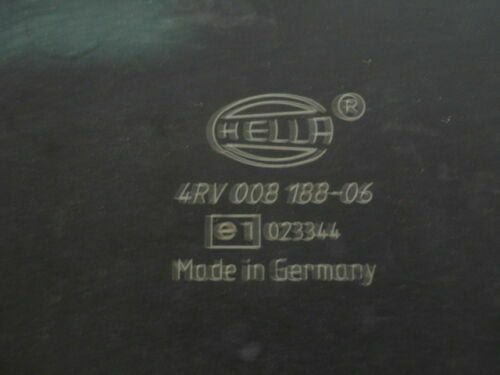 HELLA ®
4RV 008 188-06
e1 023344
Made in Germany